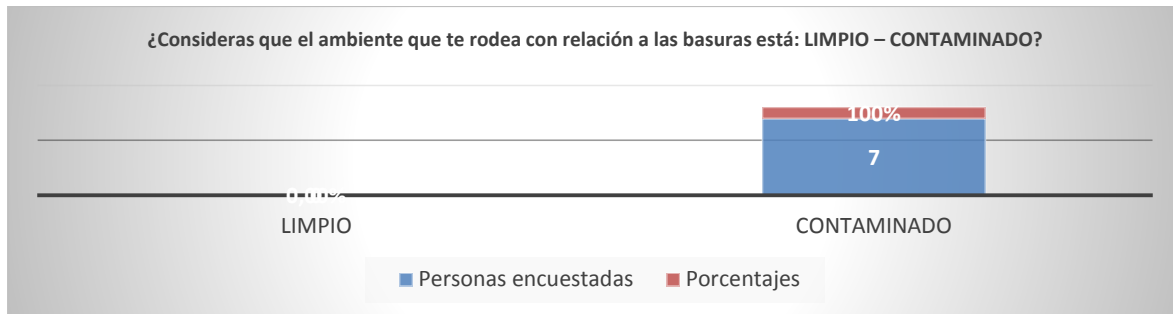 ¿Consideras que el ambiente que te rodea con relación a las basuras está: LIMPIO – CONTAMINADO?
100%
7
LIMPIO
CONTAMINADO
Personas encuestadas
Porcentajes